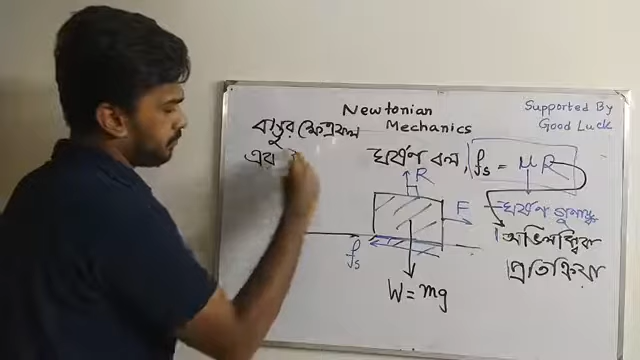 Newtonian
Mechanics
Supported By
Good Luck
বস্তুর ক্ষেত্রফল
এর
ঘর্ষণ বল, fs = μR
R
F
ঘর্ষণ গুণাঙ্ক
অভিলম্বিক
প্রতিক্রিয়া
fs
W = mg